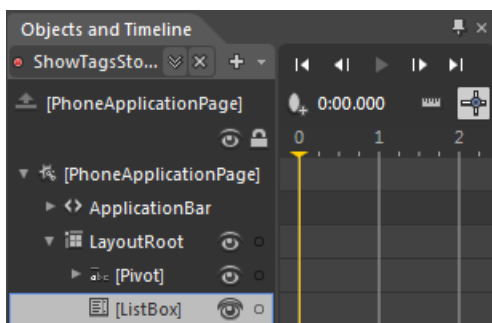 Objects and Timeline
ShowTagsSto...
[PhoneApplicationPage] 0:00.000
0 1 2
[PhoneApplicationPage]
ApplicationBar
LayoutRoot
[Pivot]
[ListBox]